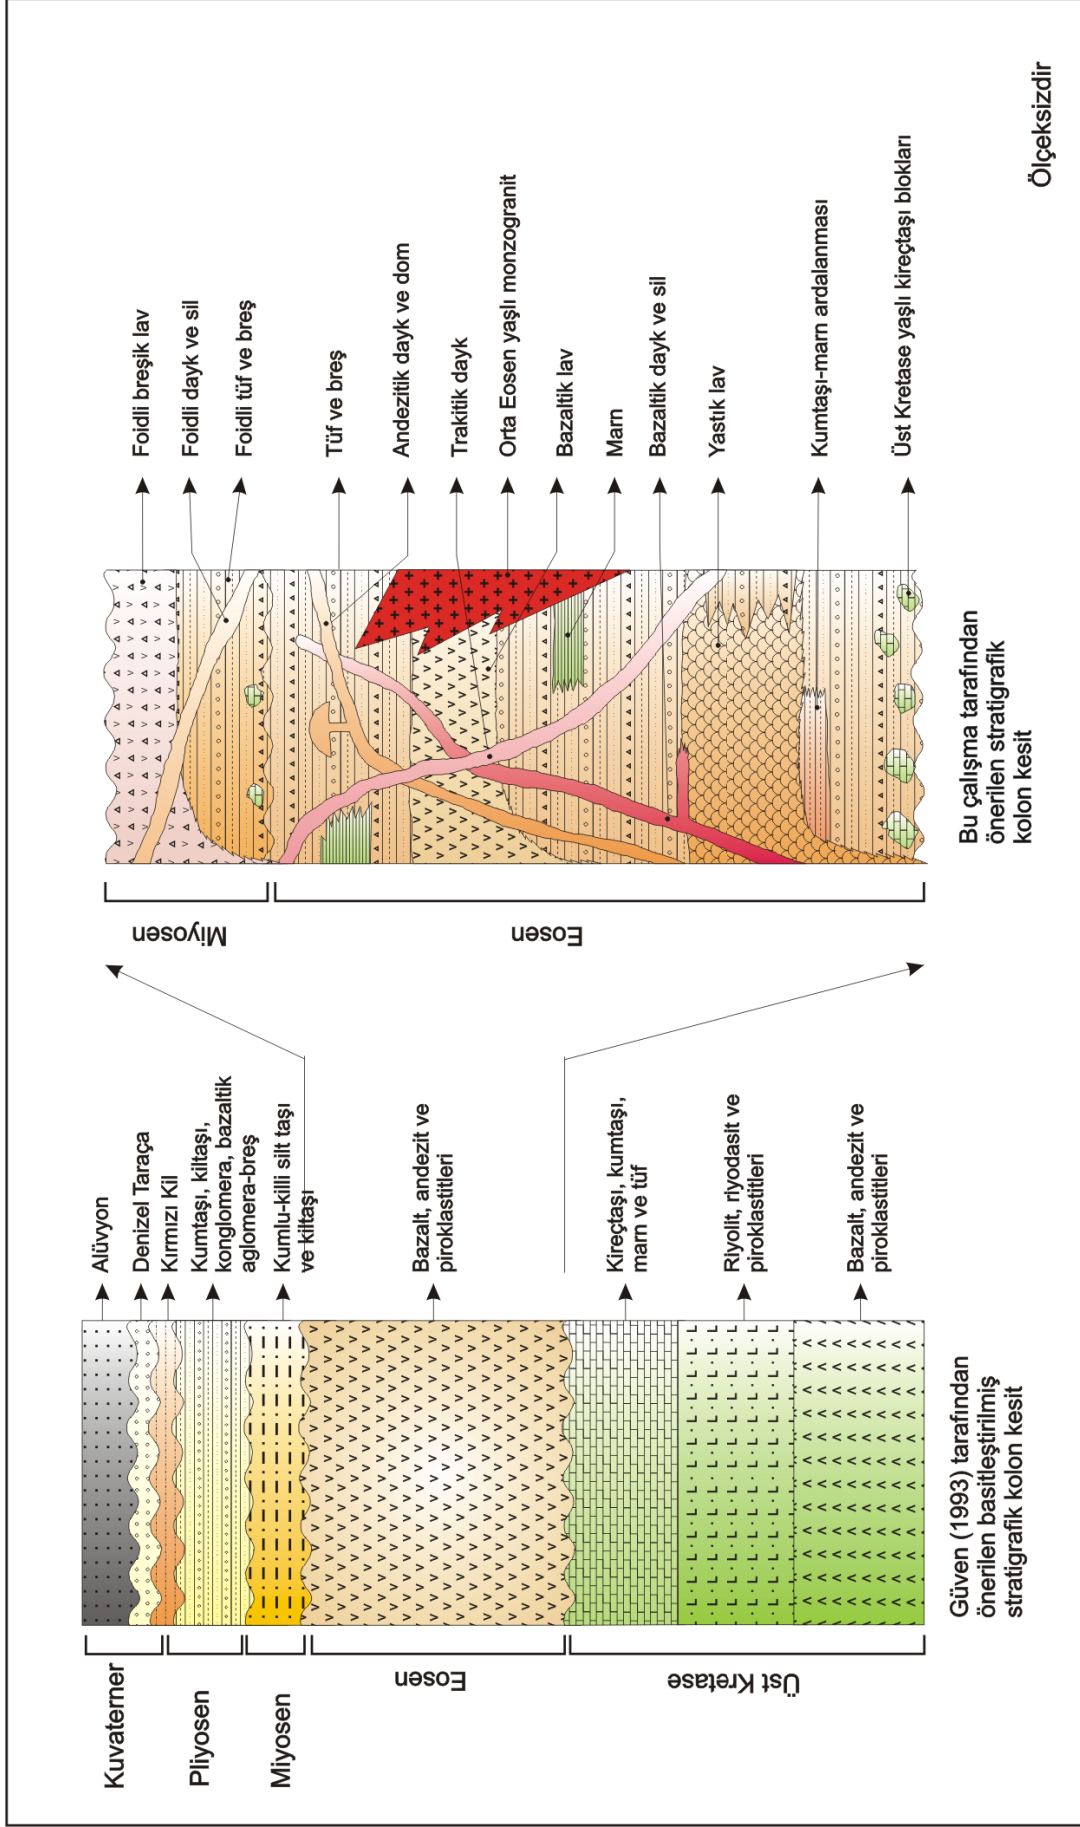 Kuvaterner
Pliyosen
Miyosen
Eosen
Üst Kretase
Alüvyon
Denizel Taraça
Kırmızı Kil
Kumtaşı, kiltaşı,
konglomera, bazaltik
aglomera-breş
Kumlu-killi silt taşı
ve kiltaşı
Bazalt, andezit ve
piroklastitleri
Kireçtaşı, kumtaşı,
marn ve tüf
Riyolit, riyodasit ve
piroklastitleri
Bazalt, andezit ve
piroklastitleri
Güven (1993) tarafından
önerilen basitleştirilmiş
stratigrafik kolon kesit
Miyosen
Eosen
Foidli breşik lav
Foidli dayk ve sil
Foidli tüf ve breş
Tüf ve breş
Andezitik dayk ve dom
Trakitik dayk
Orta Eosen yaşlı monzogranit
Bazaltik lav
Marn
Bazaltik dayk ve sil
Yastık lav
Kumtaşı-marn ardalanması
Üst Kretase yaşlı kireçtaşı blokları
Bu çalışma tarafından
önerilen stratigrafik
kolon kesit
Ölçeksizdir